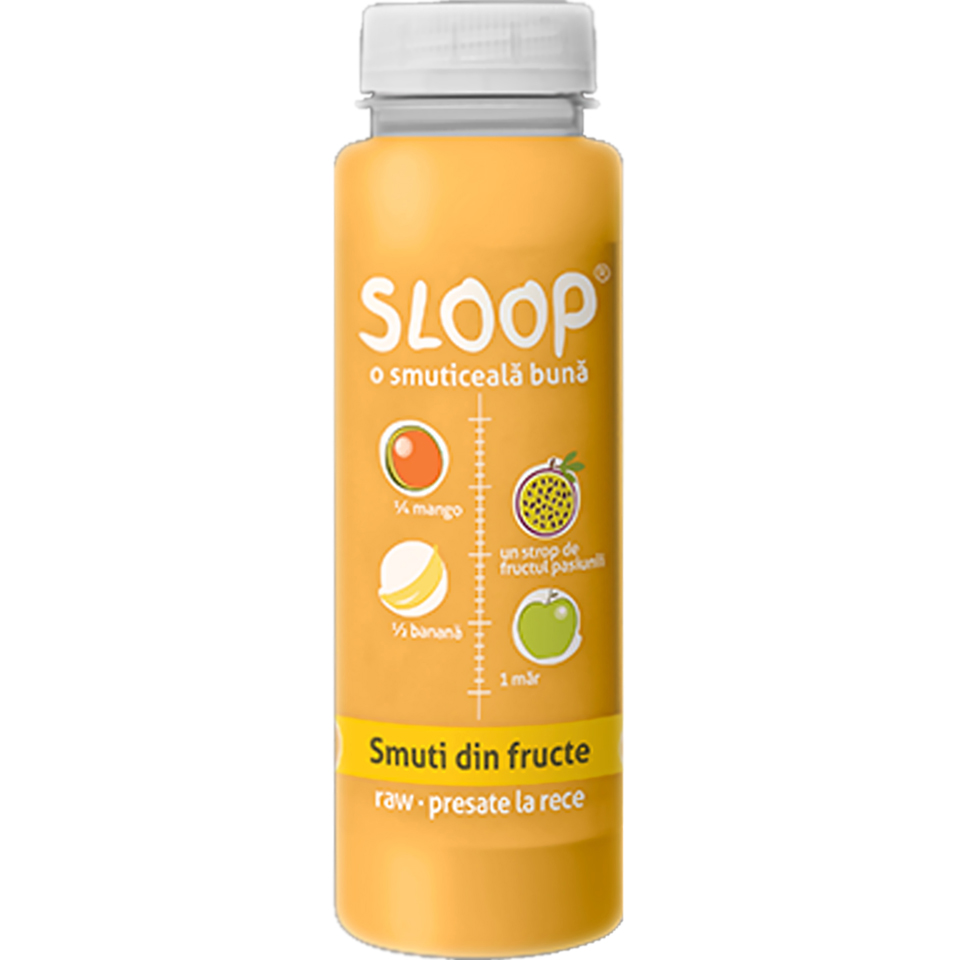 SLOOP®
o smuticeală bună
¼ mango
un strop de
fructul pasiunii
½ banană
1 măr
Smuti din fructe
raw · presate la rece